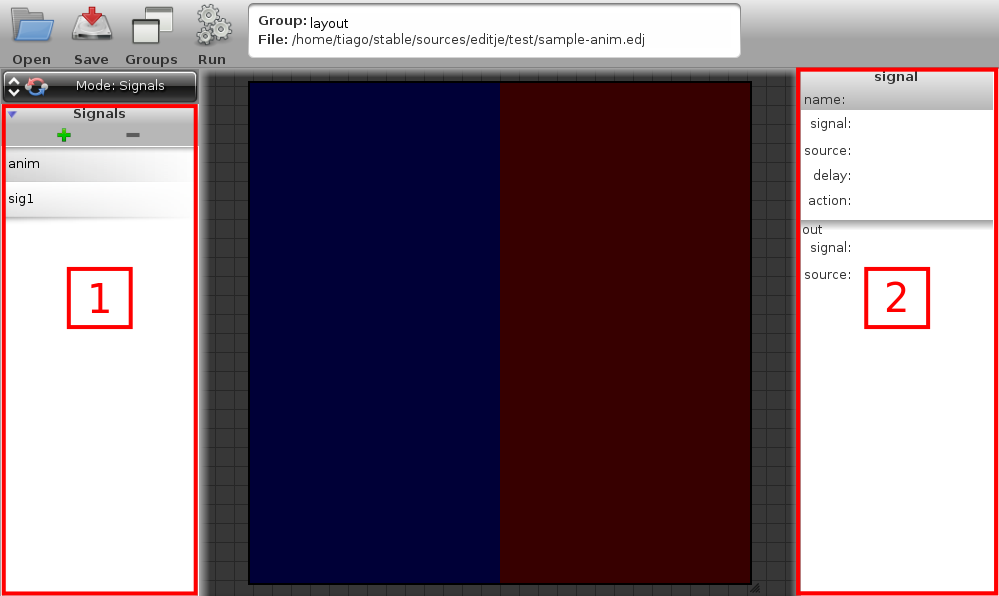 Open Save Groups Run
Group: layout
File: /home/tiago/stable/sources/editje/test/sample-anim.edj
Mode: Signals
Signals
anim
sig1
1
signal
name:
signal:
source:
delay:
action:
out
signal:
source:
2